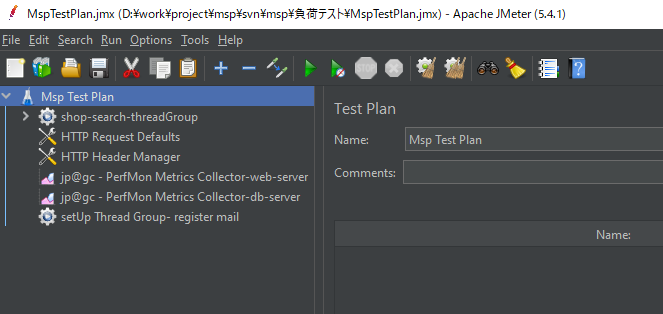 MspTestPlan.jmx (D:¥work¥project¥msp¥svn¥msp¥負荷テスト¥MspTestPlan.jmx) - Apache JMeter (5.4.1)
File Edit Search Run Options Tools Help
Msp Test Plan
shop-search-threadGroup
HTTP Request Defaults
HTTP Header Manager
jp@gc - PerfMon Metrics Collector-web-server
jp@gc - PerfMon Metrics Collector-db-server
setUp Thread Group- register mail
Test Plan
Name: Msp Test Plan
Comments:
Name: